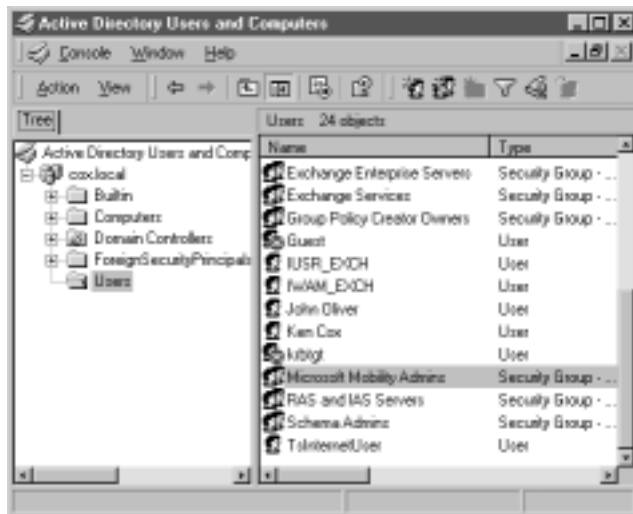 Active Directory Users and Computers
Console Window Help
Action View
Tree
Users 24 objects
Active Directory Users and Comp
cox.local
Builtin
Computers
Domain Controllers
ForeignSecurityPrincipals
Users
Name Type
Exchange Enterprise Servers Security Group - ...
Exchange Services Security Group - ...
Group Policy Creator Owners Security Group - ...
Guest User
IUSR_EXCH User
IWAM_EXCH User
John Oliver User
Ken Cox User
krbtgt User
Microsoft Mobility Admins Security Group - ...
RAS and IAS Servers Security Group - ...
Schema Admins Security Group - ...
TsInternetUser User